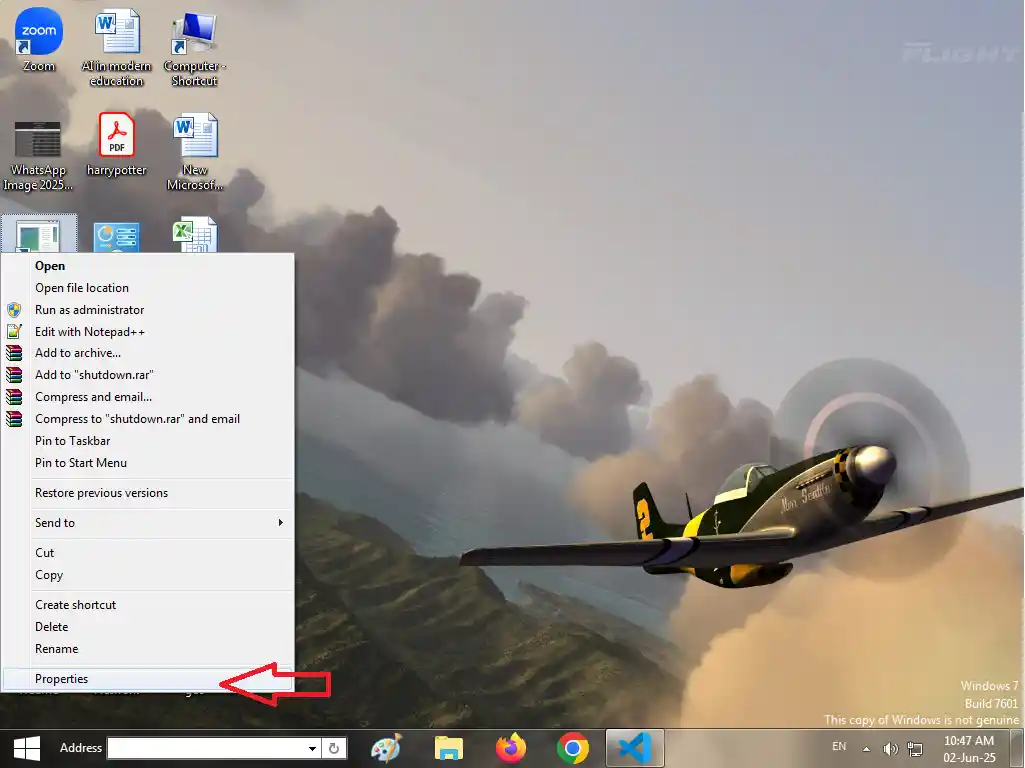 zoom
Zoom
AI in modern
education
Computer -
Shortcut
FLIGHT
PDF
WhatsApp
Image 2025...
harrypotter
New
Microsof...
Open
Open file location
Run as administrator
Edit with Notepad++
Add to archive...
Add to "shutdown.rar"
Compress and email...
Compress to "shutdown.rar" and email
Pin to Taskbar
Pin to Start Menu
Restore previous versions
Send to
Cut
Copy
Create shortcut
Delete
Rename
Properties
2
Windows 7
Build 7601
This copy of Windows is not genuine
Address
EN
10:47 AM
02-Jun-25